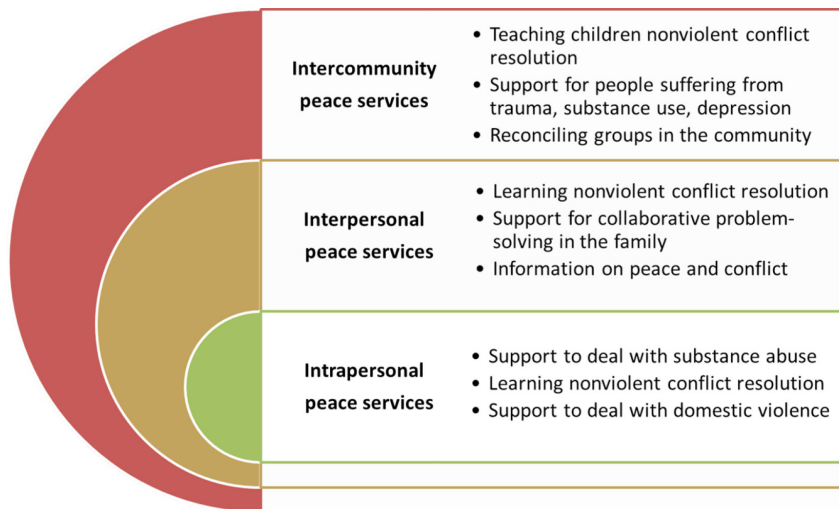 Intercommunity
peace services
• Teaching children nonviolent conflict
resolution
• Support for people suffering from
trauma, substance use, depression
• Reconciling groups in the community
Interpersonal
peace services
• Learning nonviolent conflict resolution
• Support for collaborative problem-
solving in the family
• Information on peace and conflict
Intrapersonal
peace services
• Support to deal with substance abuse
• Learning nonviolent conflict resolution
• Support to deal with domestic violence